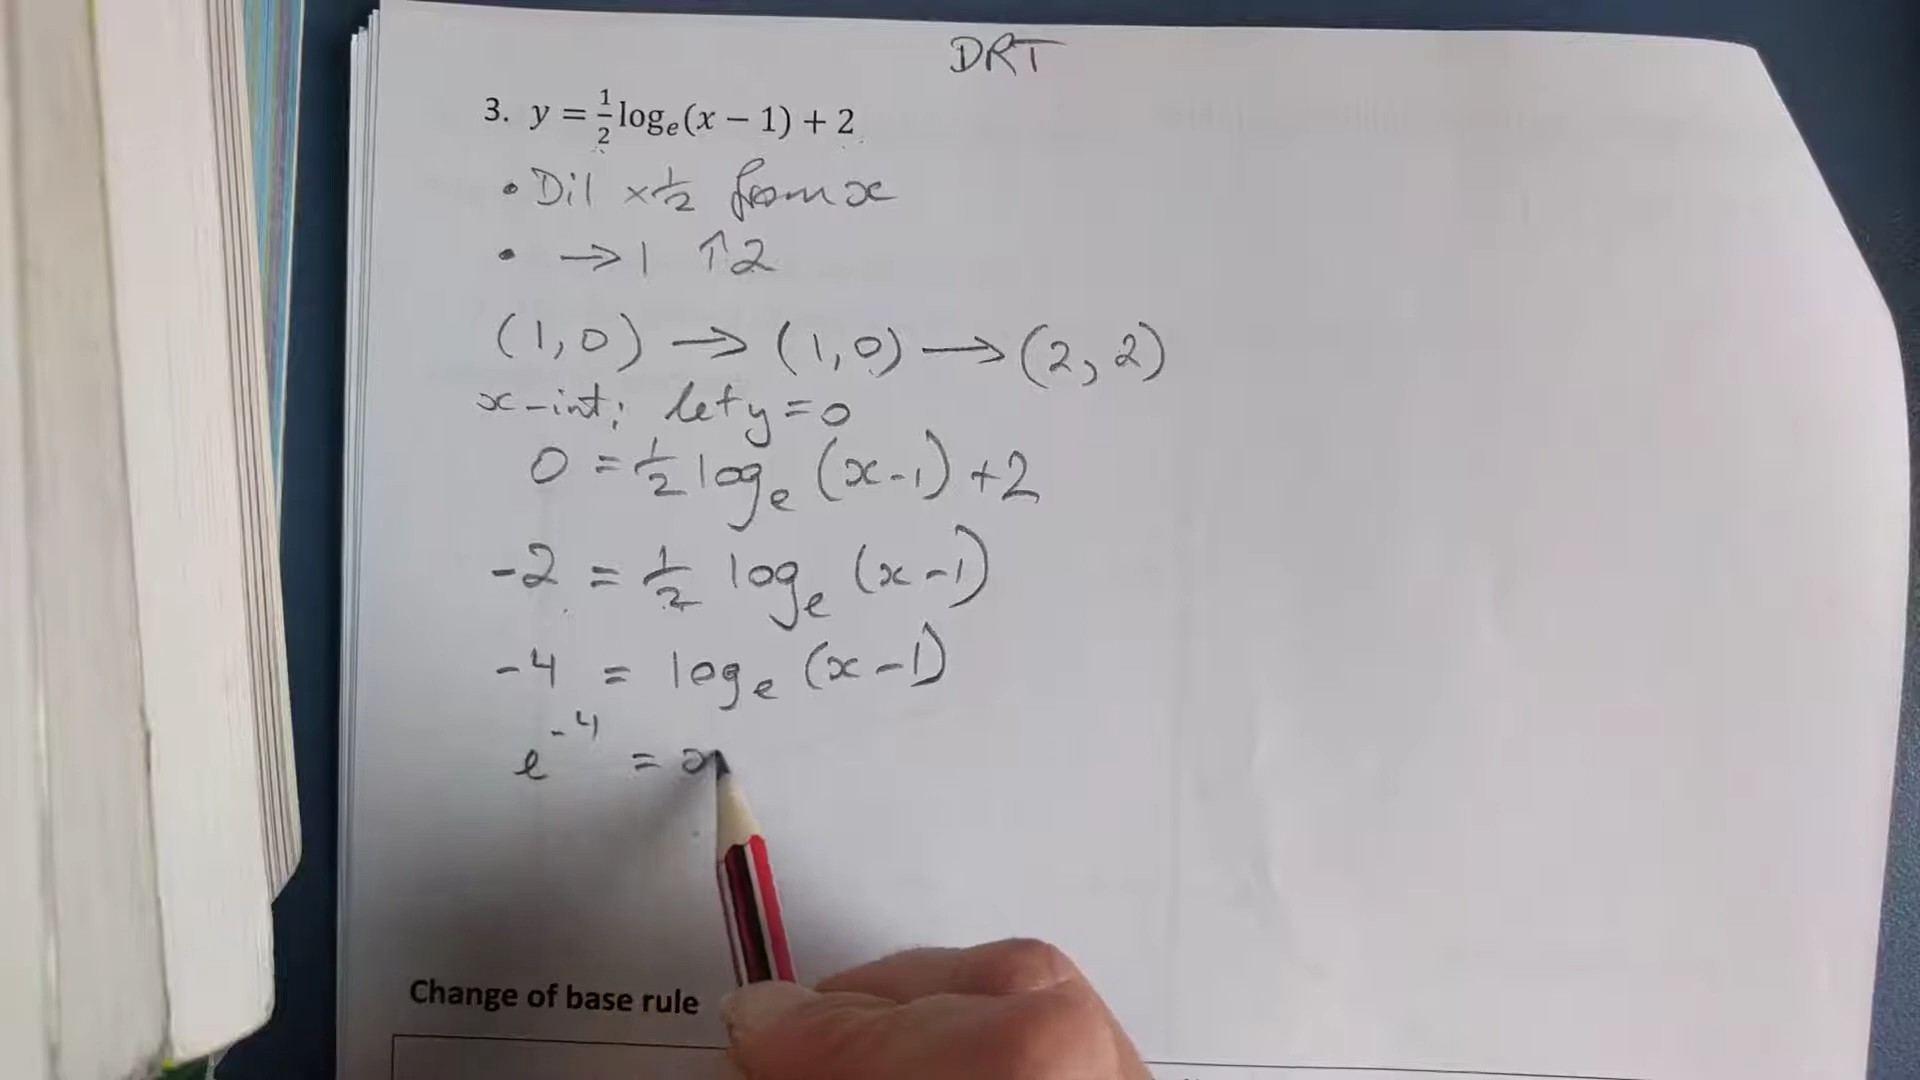 DRT
3. y = ½ logₑ(x − 1) + 2
• Dil × ½ from x
• → 1 ↑2
(1,0) → (1,0) → (2,2)
x-int: let y = 0
0 = ½ logₑ (x-1) +2
-2 = ½ logₑ (x-1)
-4 = logₑ (x-1)
e⁻⁴ = x
Change of base rule